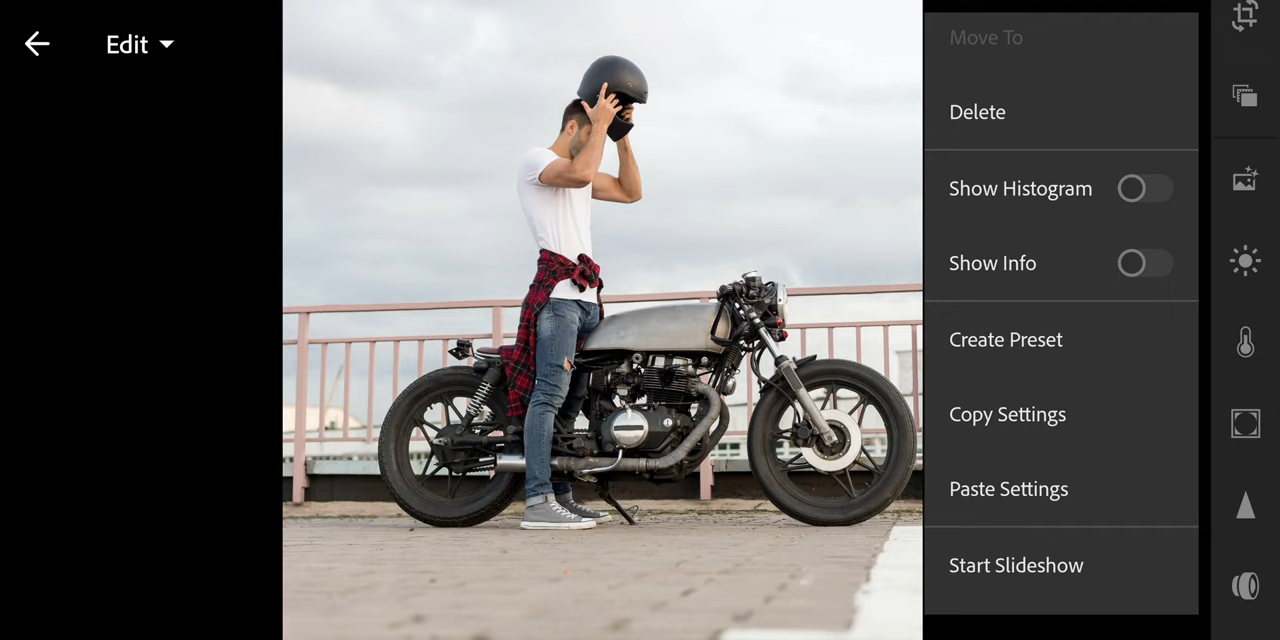 Edit
Move To
Delete
Show Histogram
Show Info
Create Preset
Copy Settings
Paste Settings
Start Slideshow